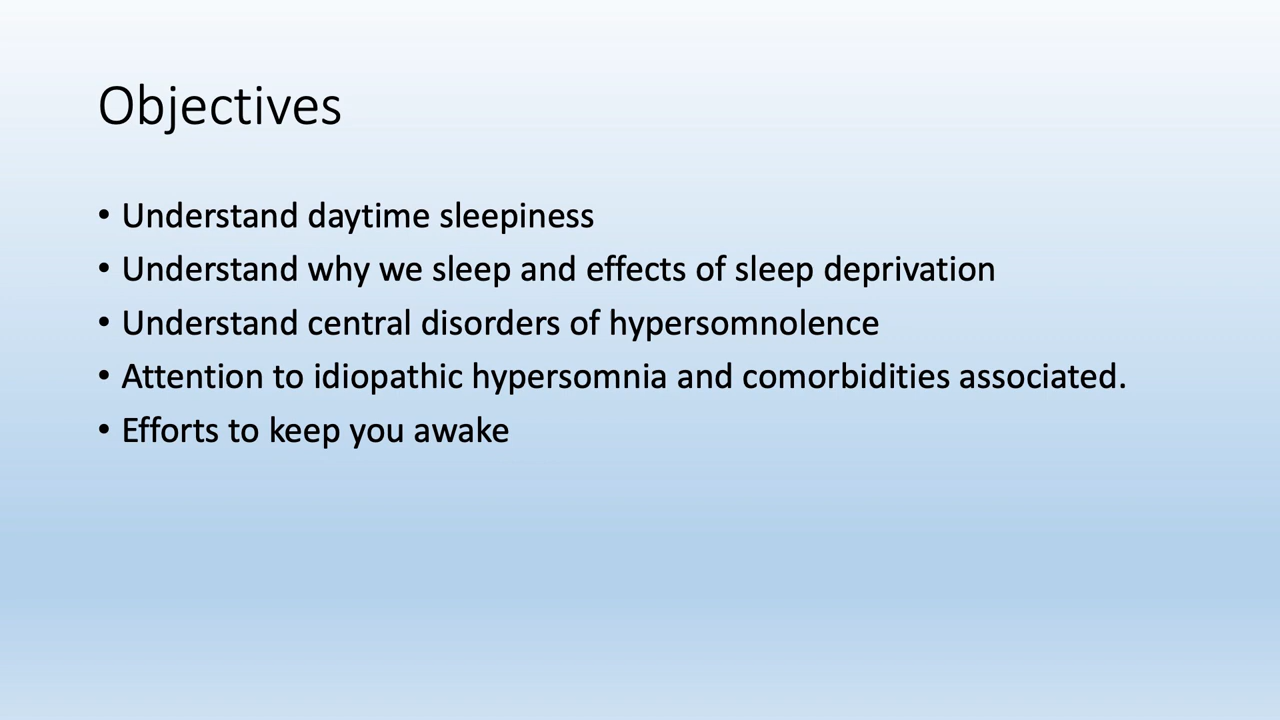 Objectives
• Understand daytime sleepiness
• Understand why we sleep and effects of sleep deprivation
• Understand central disorders of hypersomnolence
• Attention to idiopathic hypersomnia and comorbidities associated.
• Efforts to keep you awake